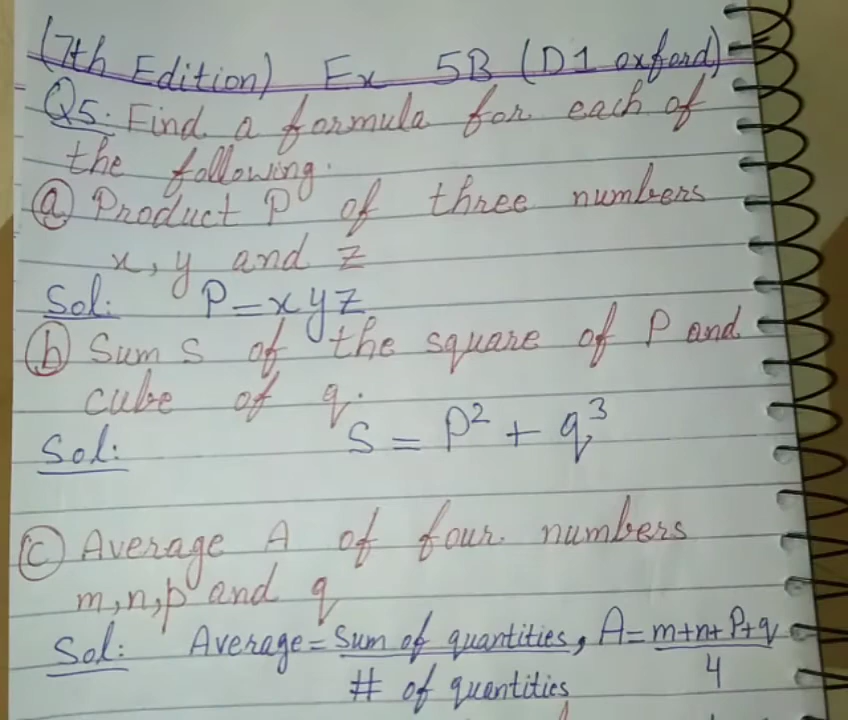 (7th Edition) Ex 5B (D1 oxford)
Q5. Find a formula for each of
the following.
(a) Product P of three numbers
x, y and z
Sol: P=xyz
(b) Sum S of the square of P and
cube of q.
Sol: S = P² + q³
(c) Average A of four numbers
m,n,p and q
Sol: Average = Sum of quantities, A = m+n+P+q
# of quantities 4